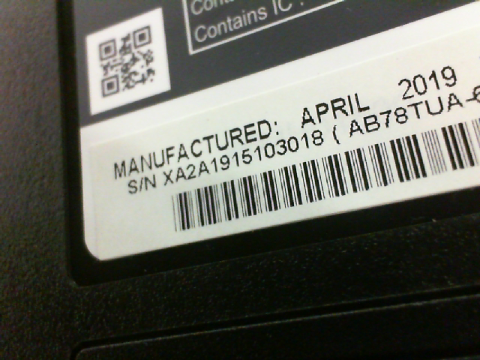 Contains IC :
MANUFACTURED: APRIL 2019
S/N XA2A1915103018 ( AB78TUA-